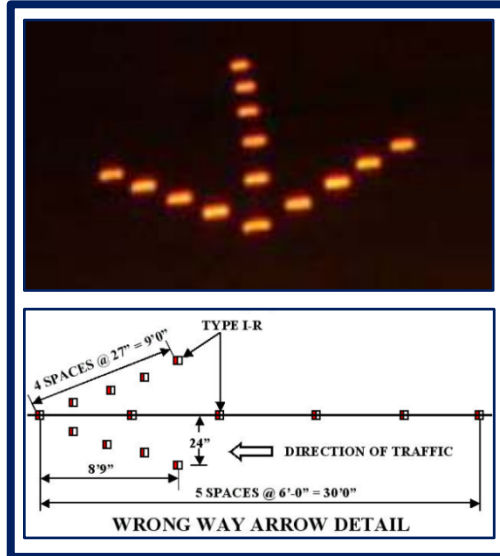 TYPE I-R
4 SPACES @ 27" = 9'0"
24"
DIRECTION OF TRAFFIC
8'9"
5 SPACES @ 6'-0" = 30'0"
WRONG WAY ARROW DETAIL